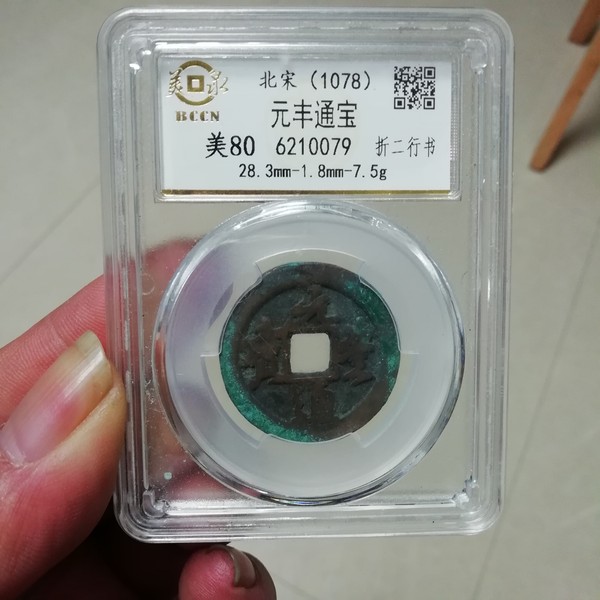 美泉
BCCN
北宋（1078）
元丰通宝
美80 6210079 折二行书
28.3mm-1.8mm-7.5g